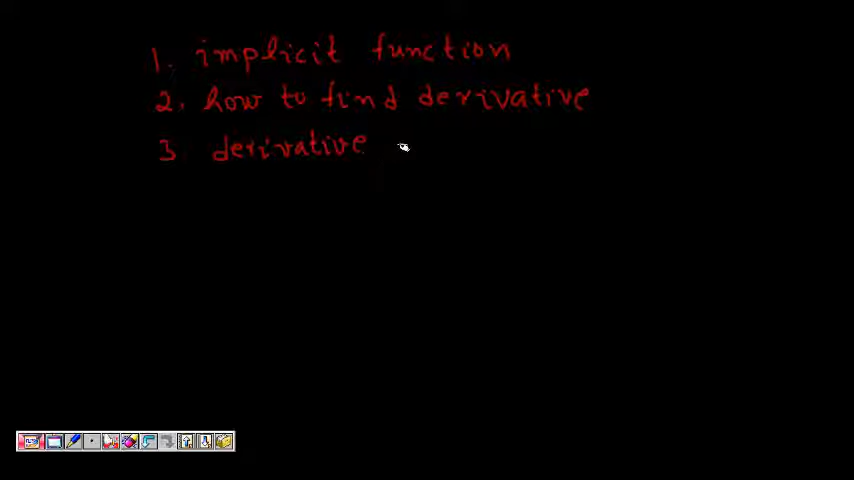 1. implicit function
2. how to find derivative
3 derivative